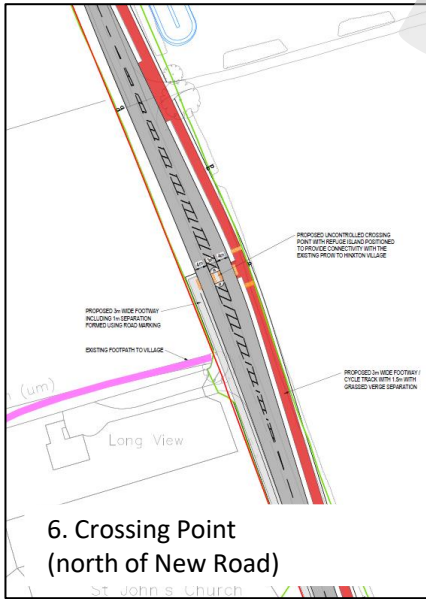 PROPOSED UNCONTROLLED CROSSING
POINT WITH REFUGE ISLAND POSITIONED
TO PROVIDE CONNECTIVITY WITH THE
EXISTING PROW TO HINXTON VILLAGE
4m
4m
PROPOSED 3m WIDE FOOTWAY
INCLUDING 1m SEPARATION
FORMED USING ROAD MARKING
EXISTING FOOTPATH TO VILLAGE
PROPOSED 3m WIDE FOOTWAY /
CYCLE TRACK WITH 1.5m WITH
GRASSED VERGE SEPARATION
(um)
Long View
6. Crossing Point
(north of New Road)
St John's Church